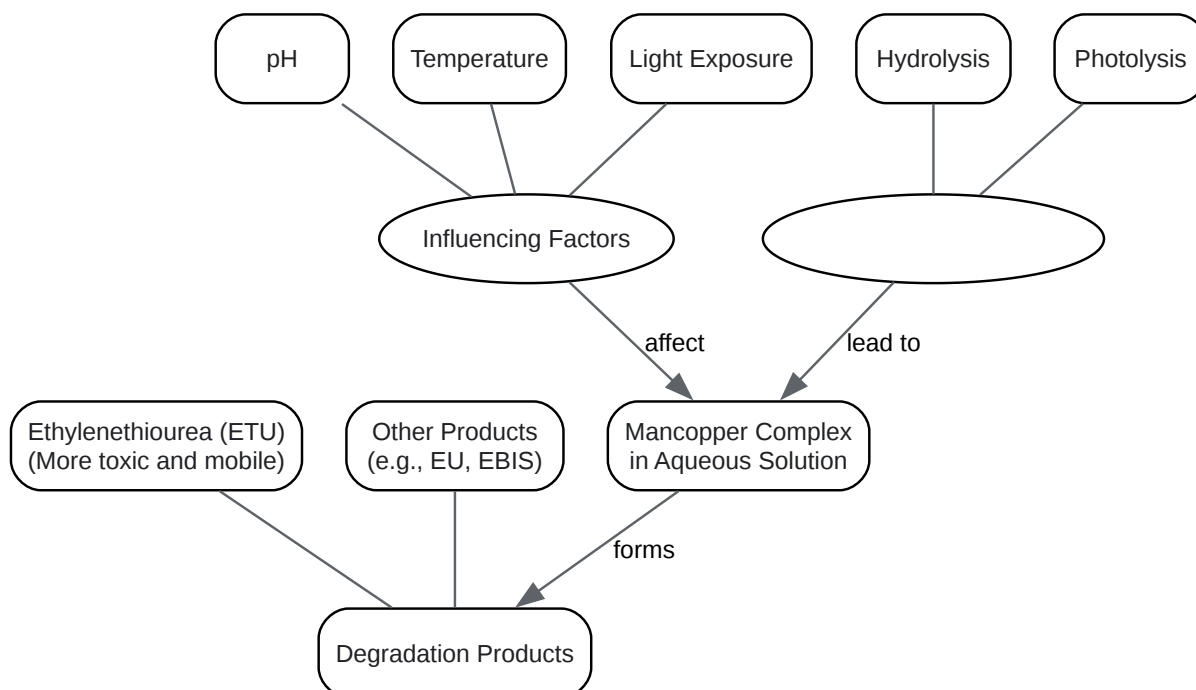 pH
Temperature
Light Exposure
Hydrolysis
Photolysis
Influencing Factors
affect
lead to
Ethylenethiourea (ETU)
(More toxic and mobile)
Other Products
(e.g., EU, EBIS)
Mancopper Complex
in Aqueous Solution
forms
Degradation Products